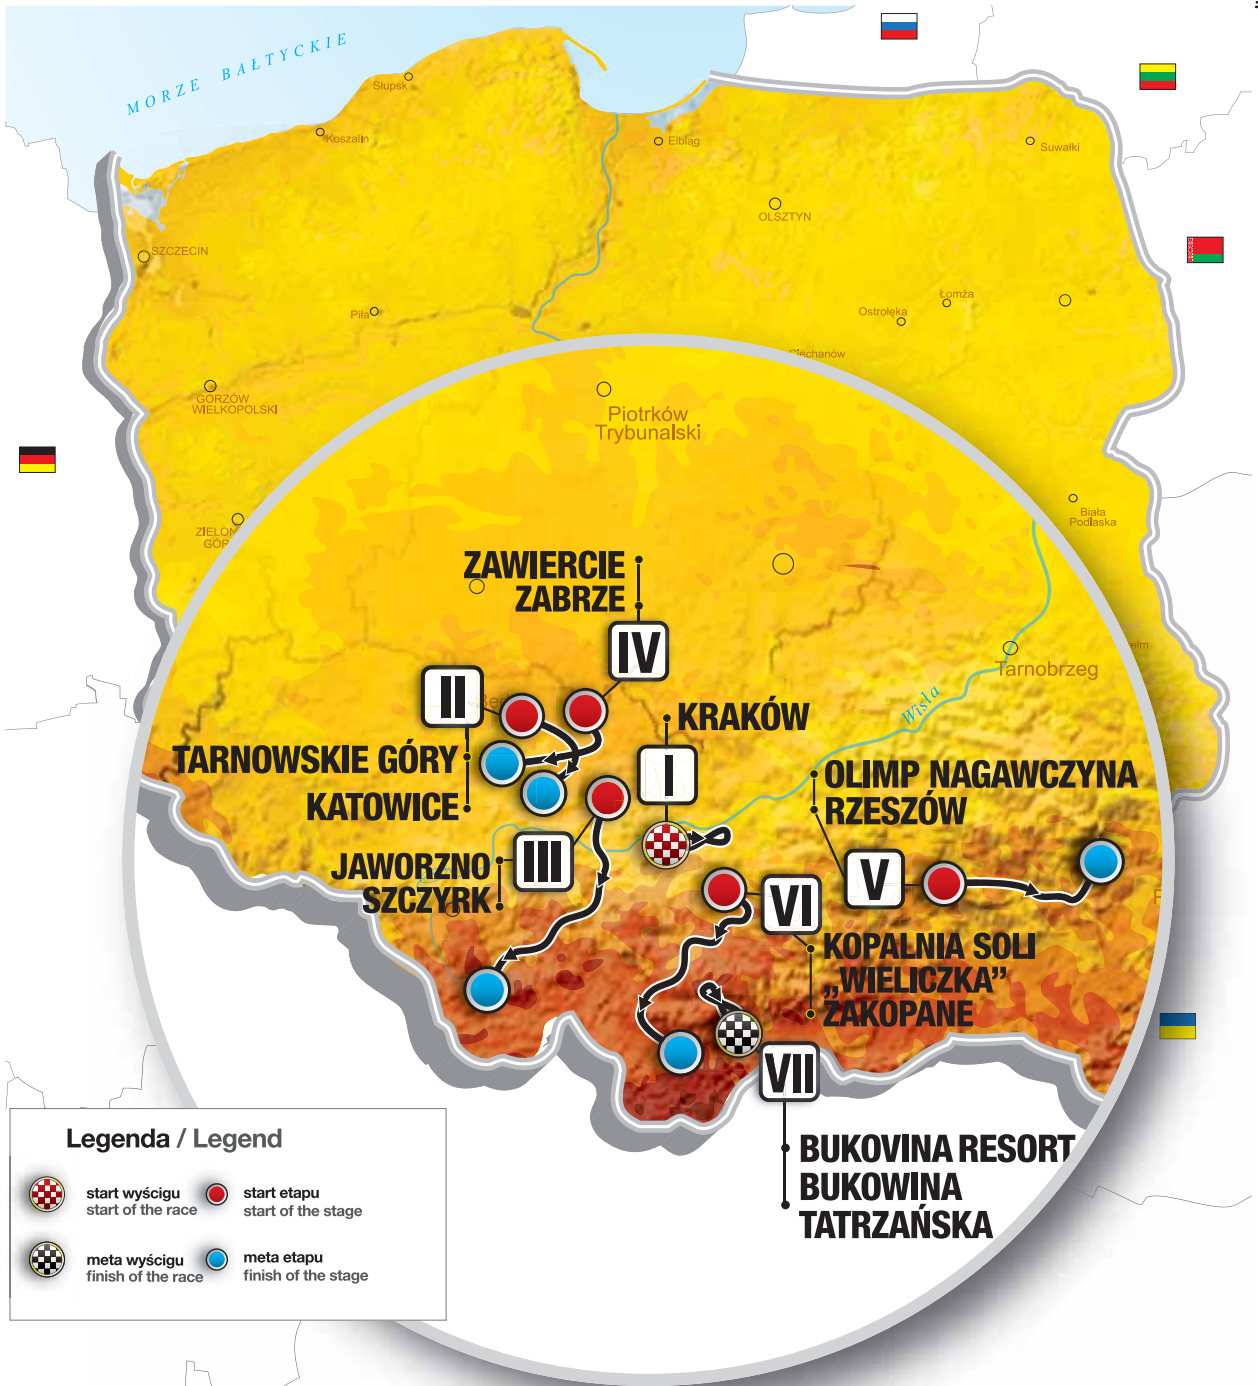 MORZE BAŁTYCKIE
Słupsk
Koszalin
Elbląg
Suwałki
OLSZTYN
SZCZECIN
Piła
Łomża
Ostrołęka
Ciechanów
GORZÓW
WIELKOPOLSKI
Piotrków
Trybunalski
Biała
Podlaska
ZIELON
GÓR
ZAWIERCIE
ZABRZE
IV
Tarnobrzeg
II
Wisła
KRAKÓW
TARNOWSKIE GÓRY
KATOWICE
I
OLIMP NAGAWCZYNA
RZESZÓW
JAWORZNO
SZCZYRK
III
V
VI
KOPALNIA SOLI
„WIELICZKA”
ZAKOPANE
VII
BUKOVINA RESORT
BUKOWINA
TATRZAŃSKA
Legenda / Legend
start wyścigu
start of the race
start etapu
start of the stage
meta wyścigu
finish of the race
meta etapu
finish of the stage